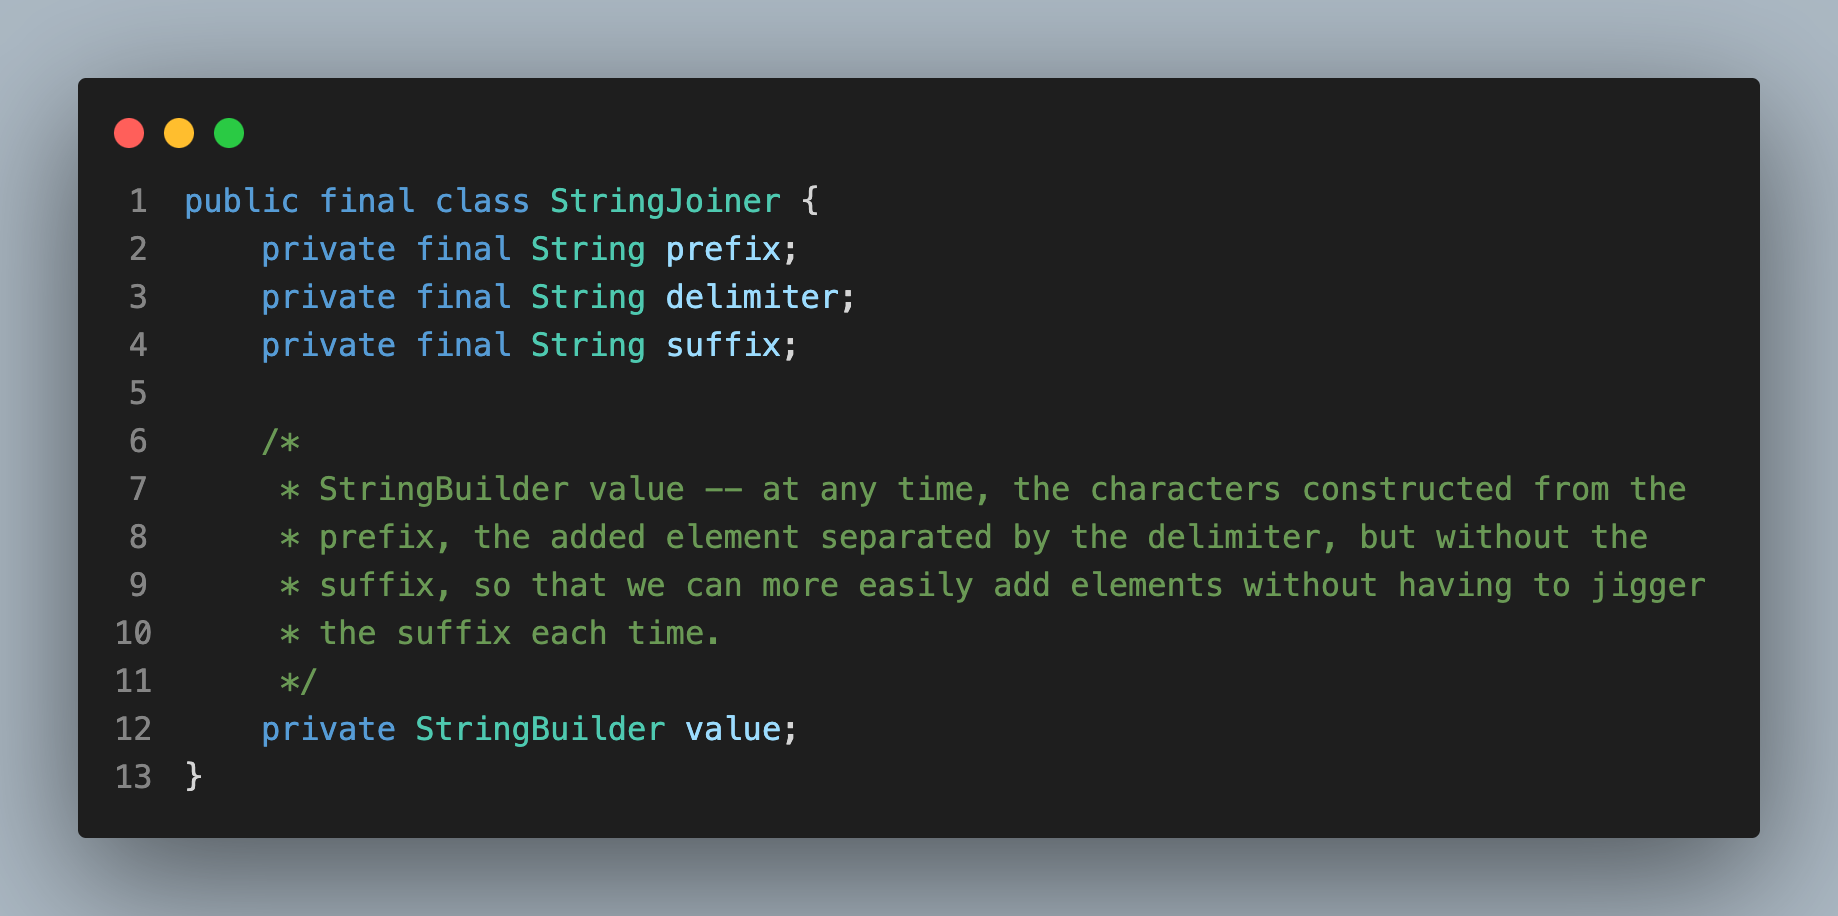 1 public final class StringJoiner {
2     private final String prefix;
3     private final String delimiter;
4     private final String suffix;
5
6     /*
7      * StringBuilder value -- at any time, the characters constructed from the
8      * prefix, the added element separated by the delimiter, but without the
9      * suffix, so that we can more easily add elements without having to jigger
10      * the suffix each time.
11      */
12     private StringBuilder value;
13 }